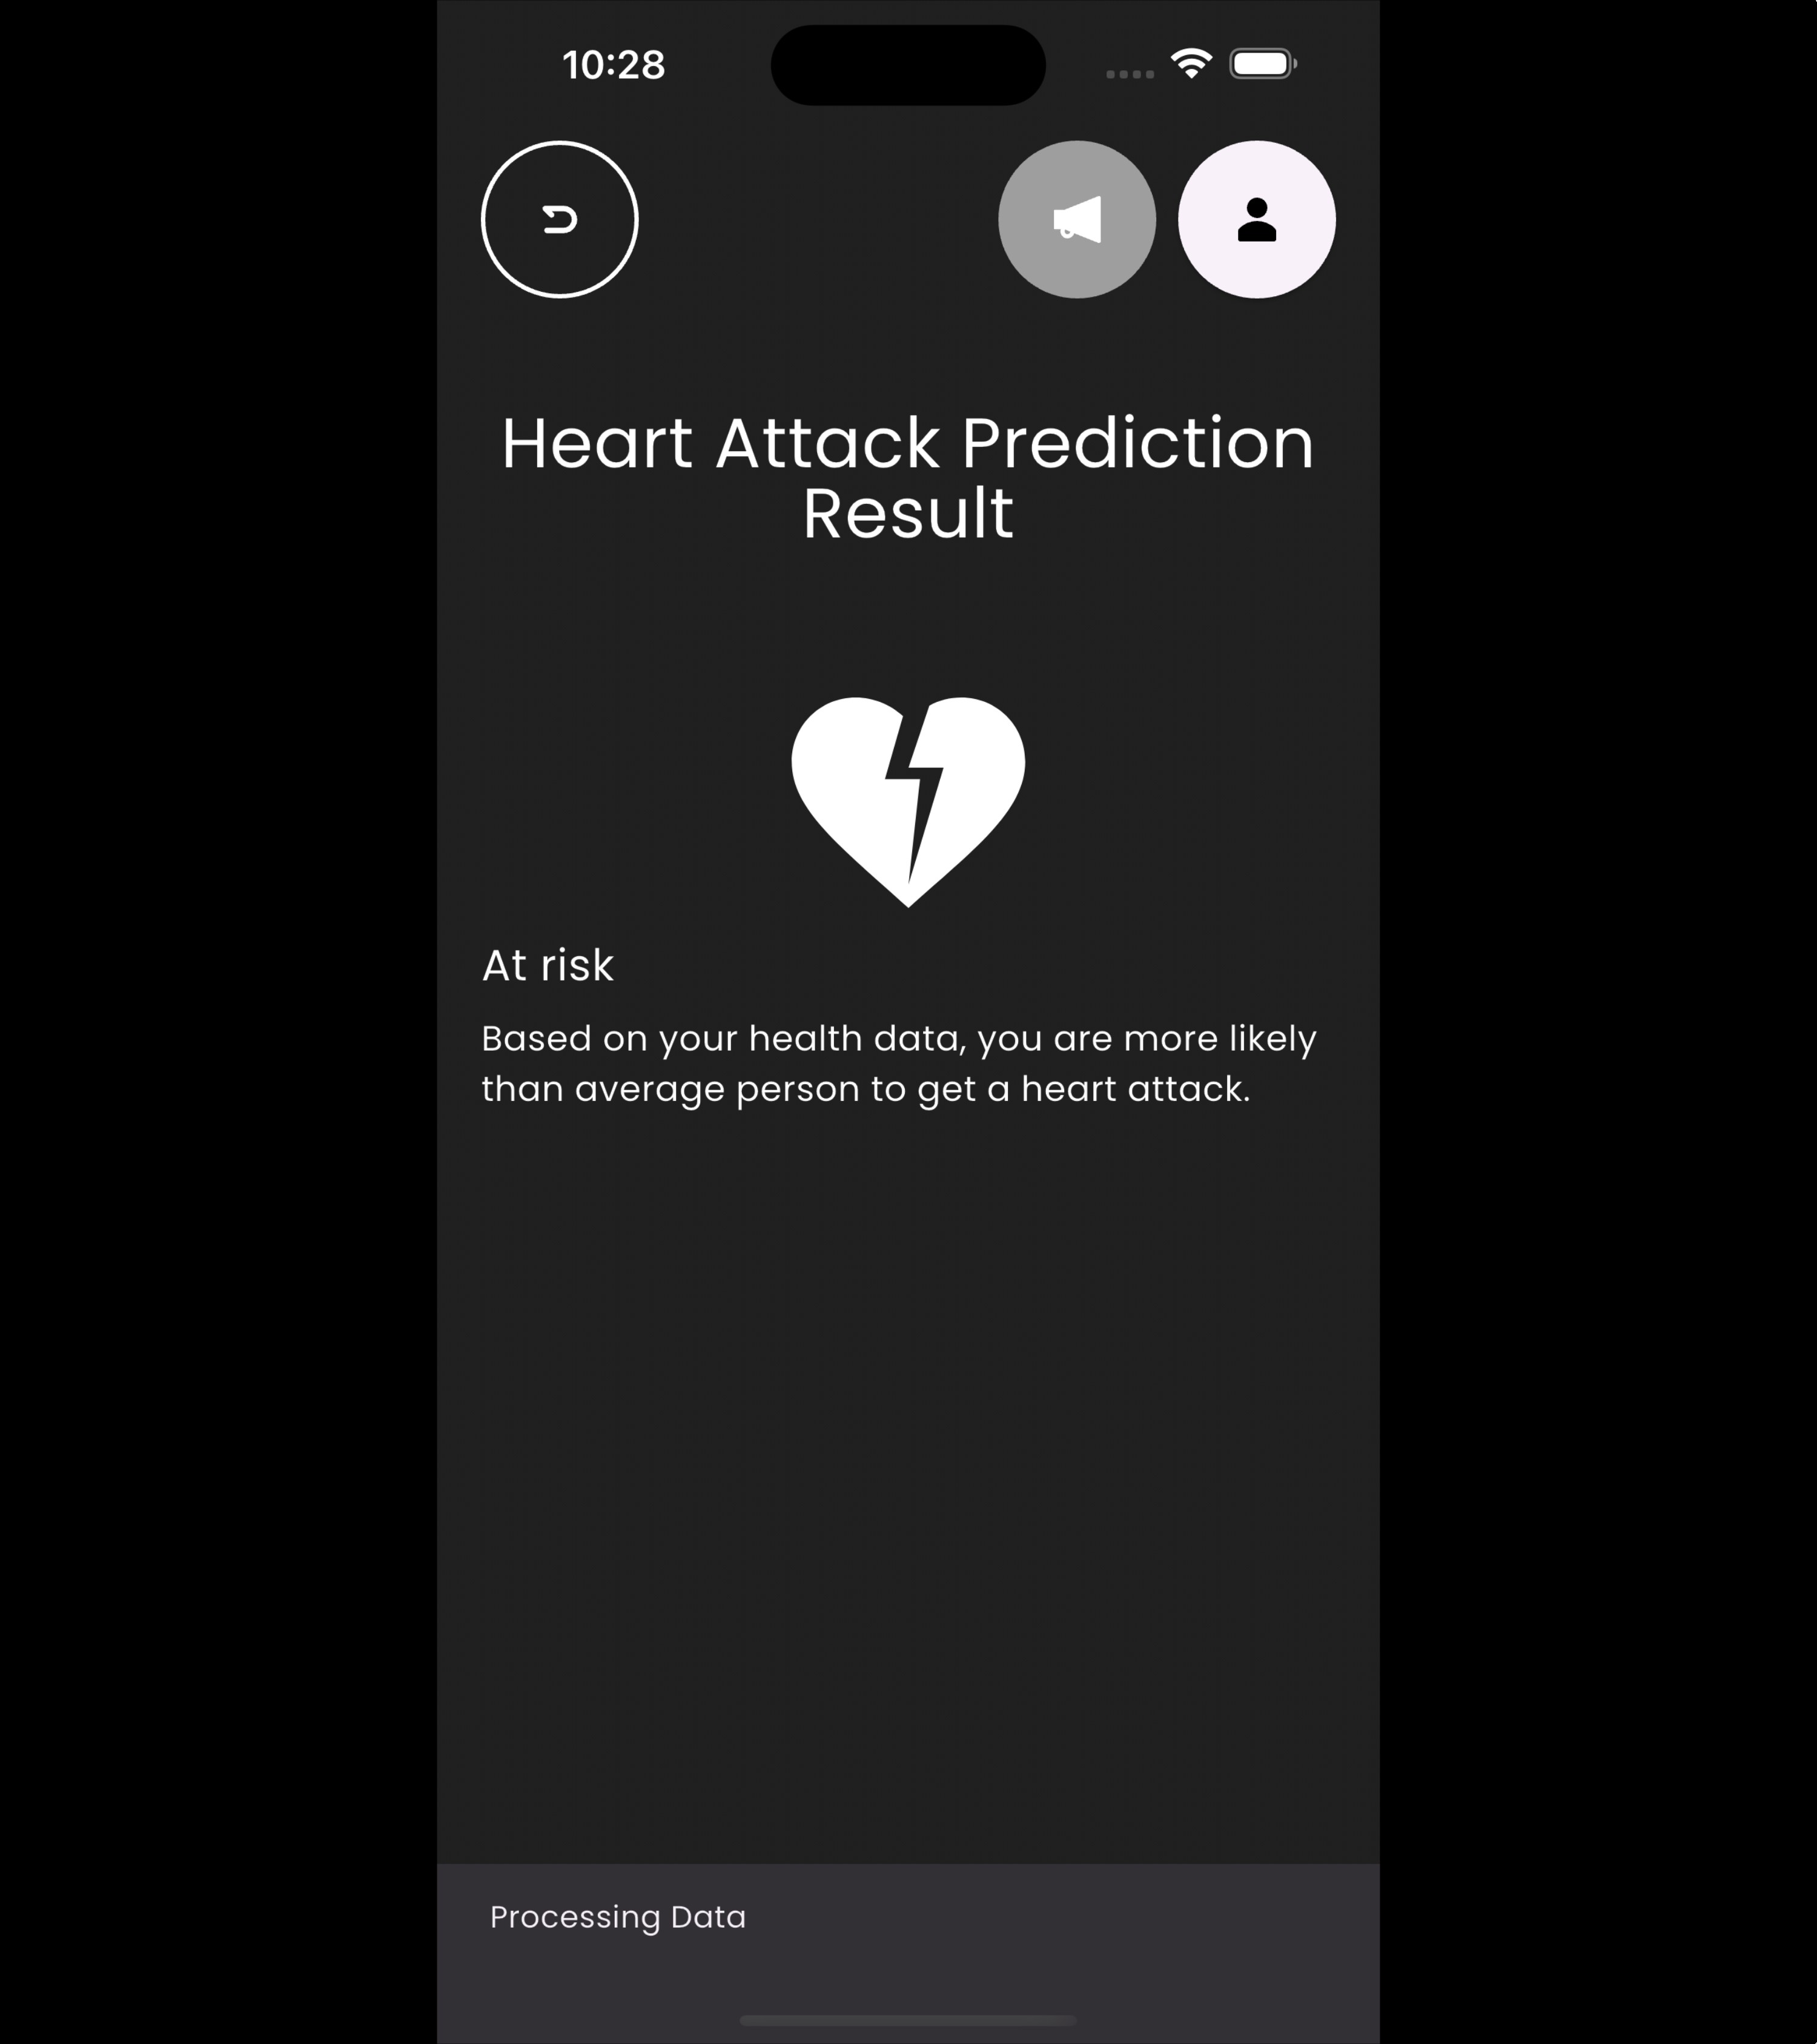 10:28
Heart Attack Prediction
Result
At risk
Based on your health data, you are more likely
than average person to get a heart attack.
Processing Data